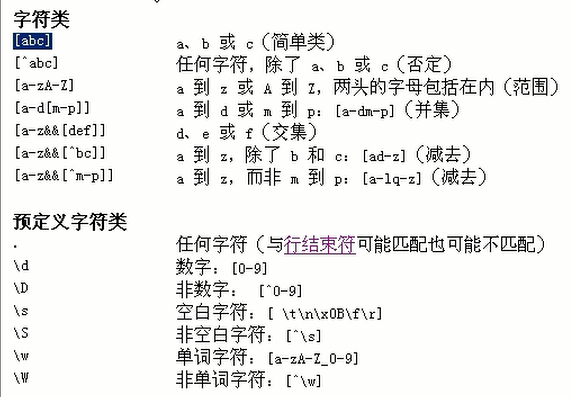 字符类
[abc] a、b 或 c（简单类）
[^abc] 任何字符，除了 a、b 或 c（否定）
[a-zA-Z] a 到 z 或 A 到 Z，两头的字母包括在内（范围）
[a-d[m-p]] a 到 d 或 m 到 p：[a-dm-p]（并集）
[a-z&&[def]] d、e 或 f（交集）
[a-z&&[^bc]] a 到 z，除了 b 和 c：[ad-z]（减去）
[a-z&&[^m-p]] a 到 z，而非 m 到 p：[a-lq-z]（减去）
预定义字符类
. 任何字符（与行结束符可能匹配也可能不匹配）
\d 数字：[0-9]
\D 非数字： [^0-9]
\s 空白字符：[ \t\n\x0B\f\r]
\S 非空白字符：[^\s]
\w 单词字符：[a-zA-Z_0-9]
\W 非单词字符：[^\w]